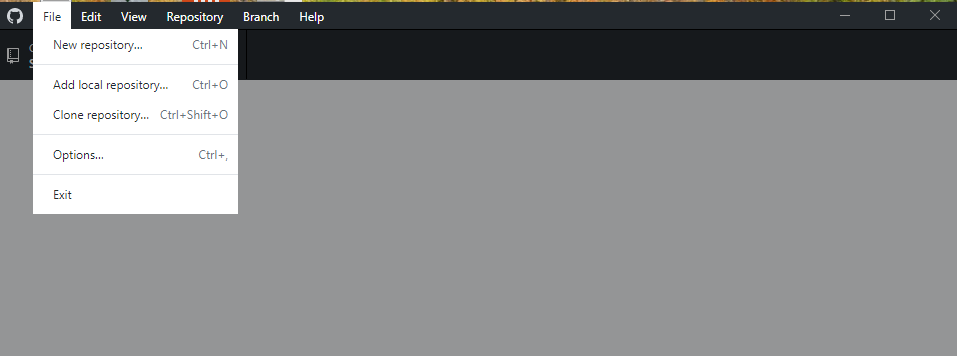 File Edit View Repository Branch Help
New repository... Ctrl+N
Add local repository... Ctrl+O
Clone repository... Ctrl+Shift+O
Options... Ctrl+,
Exit